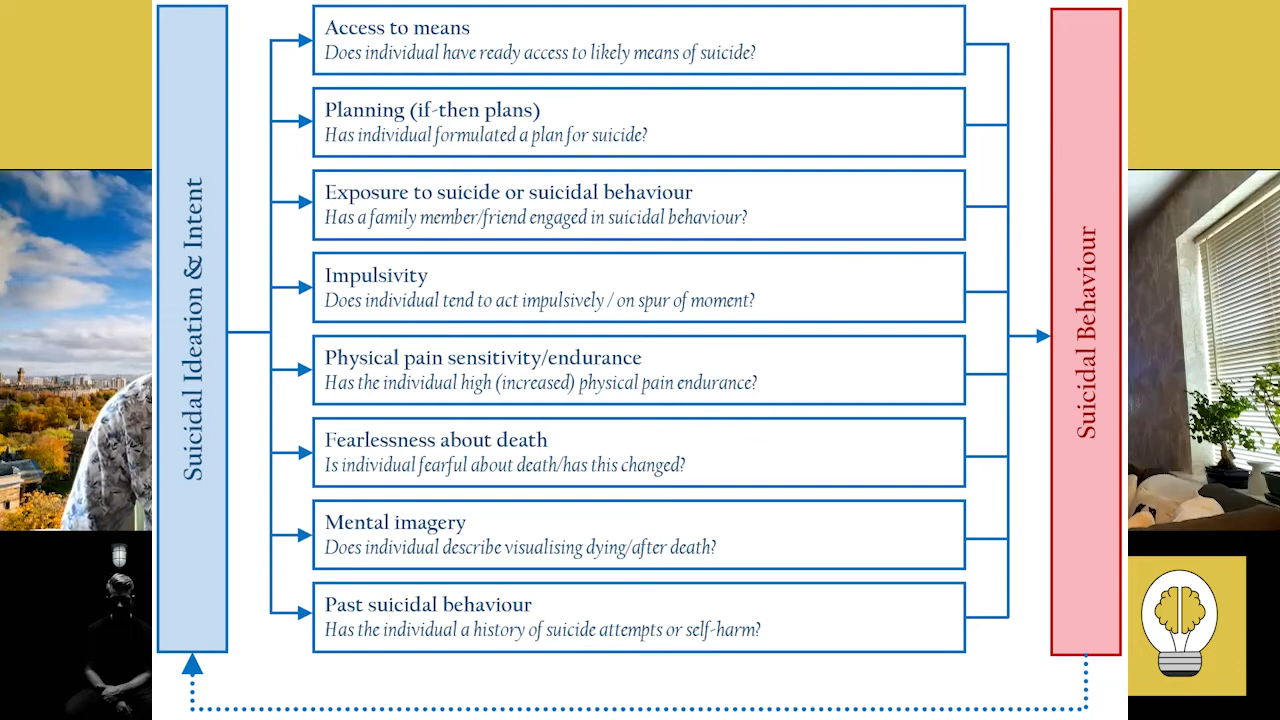 Suicidal Ideation & Intent
Access to means
Does individual have ready access to likely means of suicide?
Planning (if-then plans)
Has individual formulated a plan for suicide?
Exposure to suicide or suicidal behaviour
Has a family member/friend engaged in suicidal behaviour?
Impulsivity
Does individual tend to act impulsively / on spur of moment?
Physical pain sensitivity/endurance
Has the individual high (increased) physical pain endurance?
Fearlessness about death
Is individual fearful about death/has this changed?
Mental imagery
Does individual describe visualising dying/after death?
Past suicidal behaviour
Has the individual a history of suicide attempts or self-harm?
Suicidal Behaviour